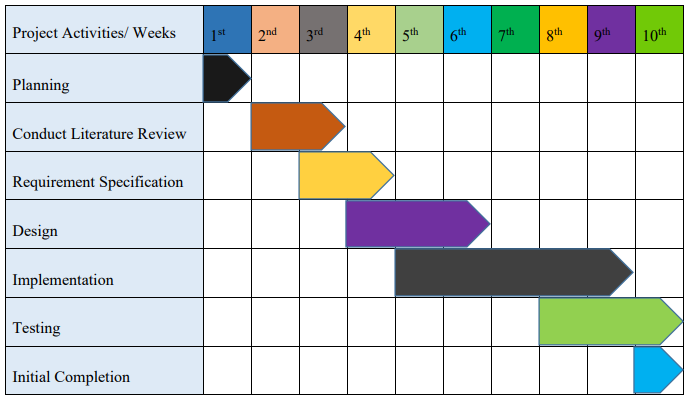 Project Activities/ Weeks 1st 2nd 3rd 4th 5th 6th 7th 8th 9th 10th
Planning
Conduct Literature Review
Requirement Specification
Design
Implementation
Testing
Initial Completion